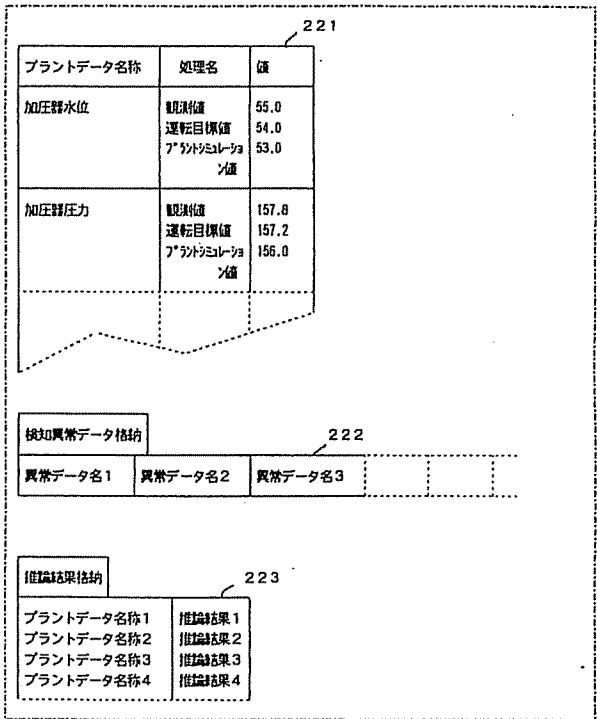 221
プラントデータ名称 処理名 値
加圧器水位 観測値 55.0
運転目標値 54.0
プラントシミュレーショ 53.0
ン値
加圧器圧力 観測値 157.8
運転目標値 157.2
プラントシミュレーショ 156.0
ン値
検知異常データ格納
222
異常データ名1 異常データ名2 異常データ名3
推論結果格納
223
プラントデータ名称1 推論結果1
プラントデータ名称2 推論結果2
プラントデータ名称3 推論結果3
プラントデータ名称4 推論結果4